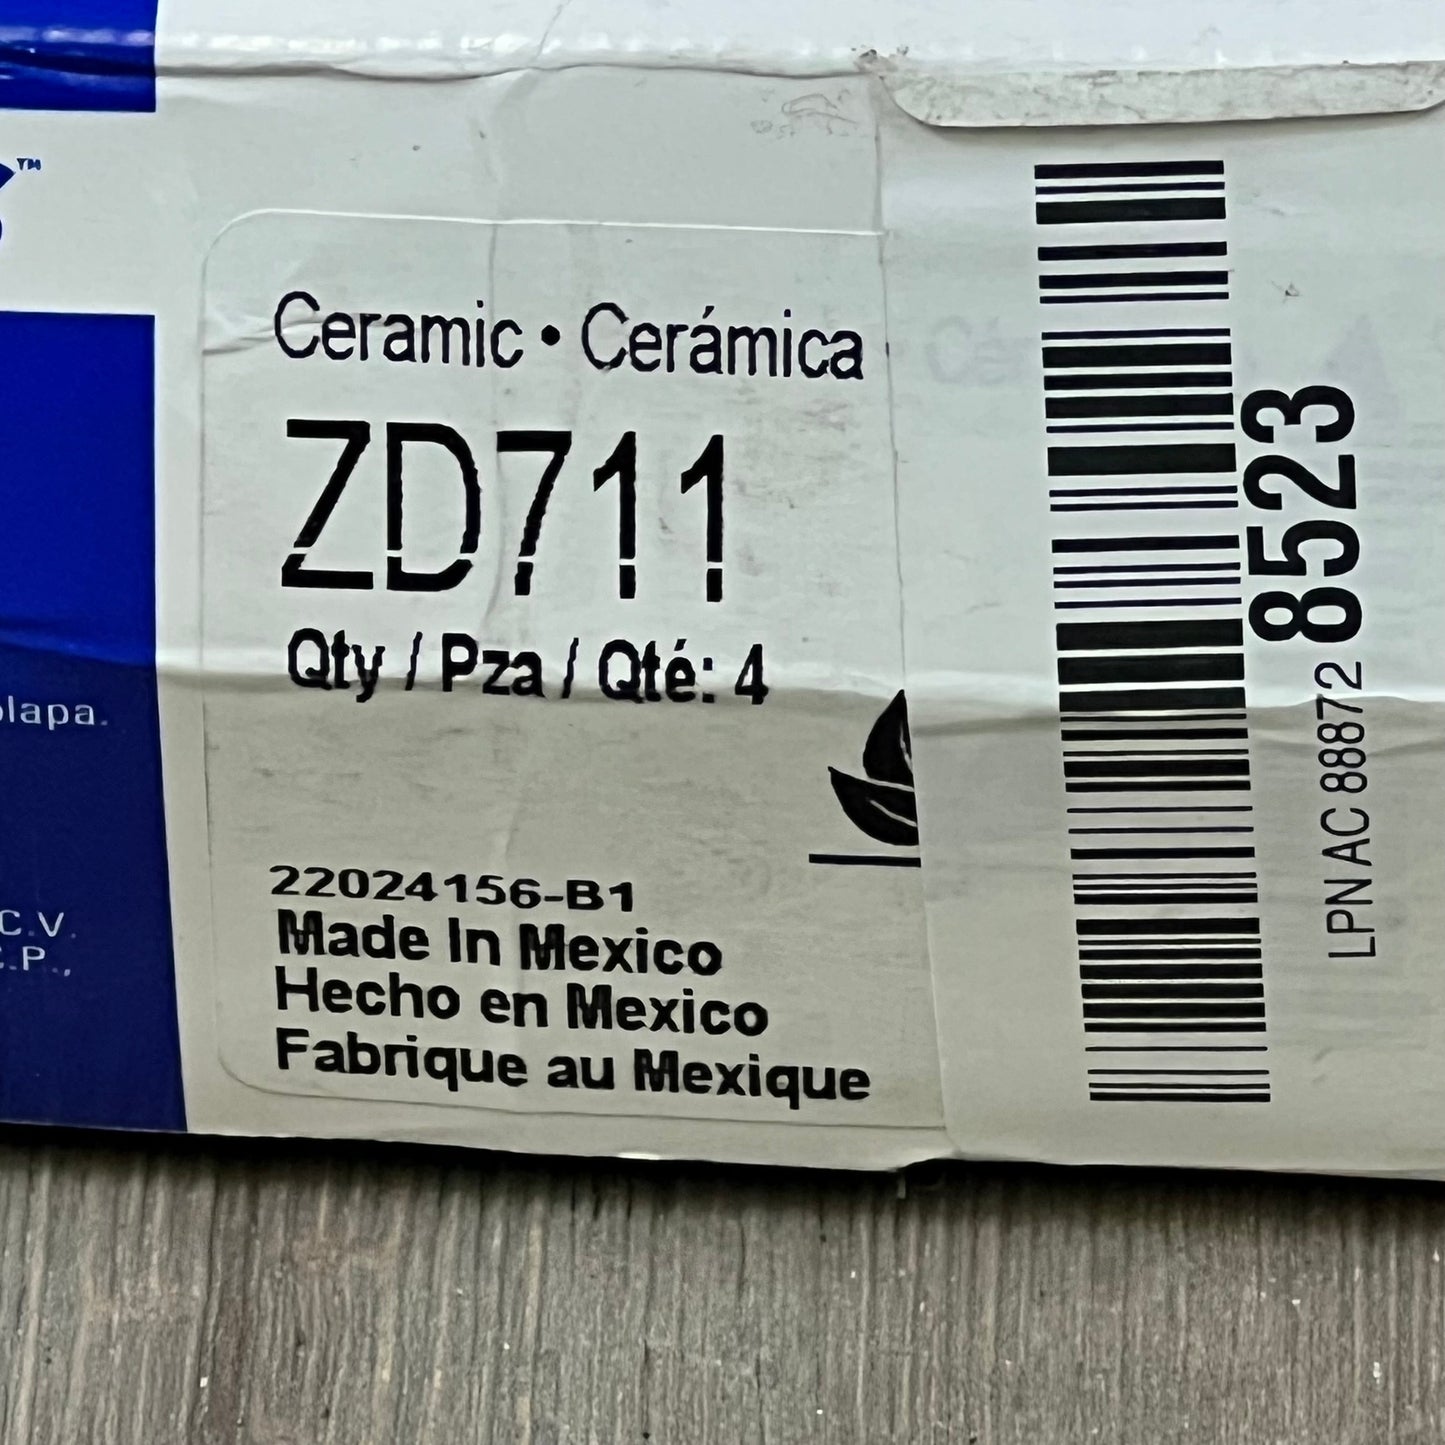 ™
Ceramic • Cerámica
ZD711
Qty / Pza / Qté: 4
22024156-B1
Made In Mexico
Hecho en Mexico
Fabrique au Mexique
C.V.
C.P.,
LPN AC 88872 8523